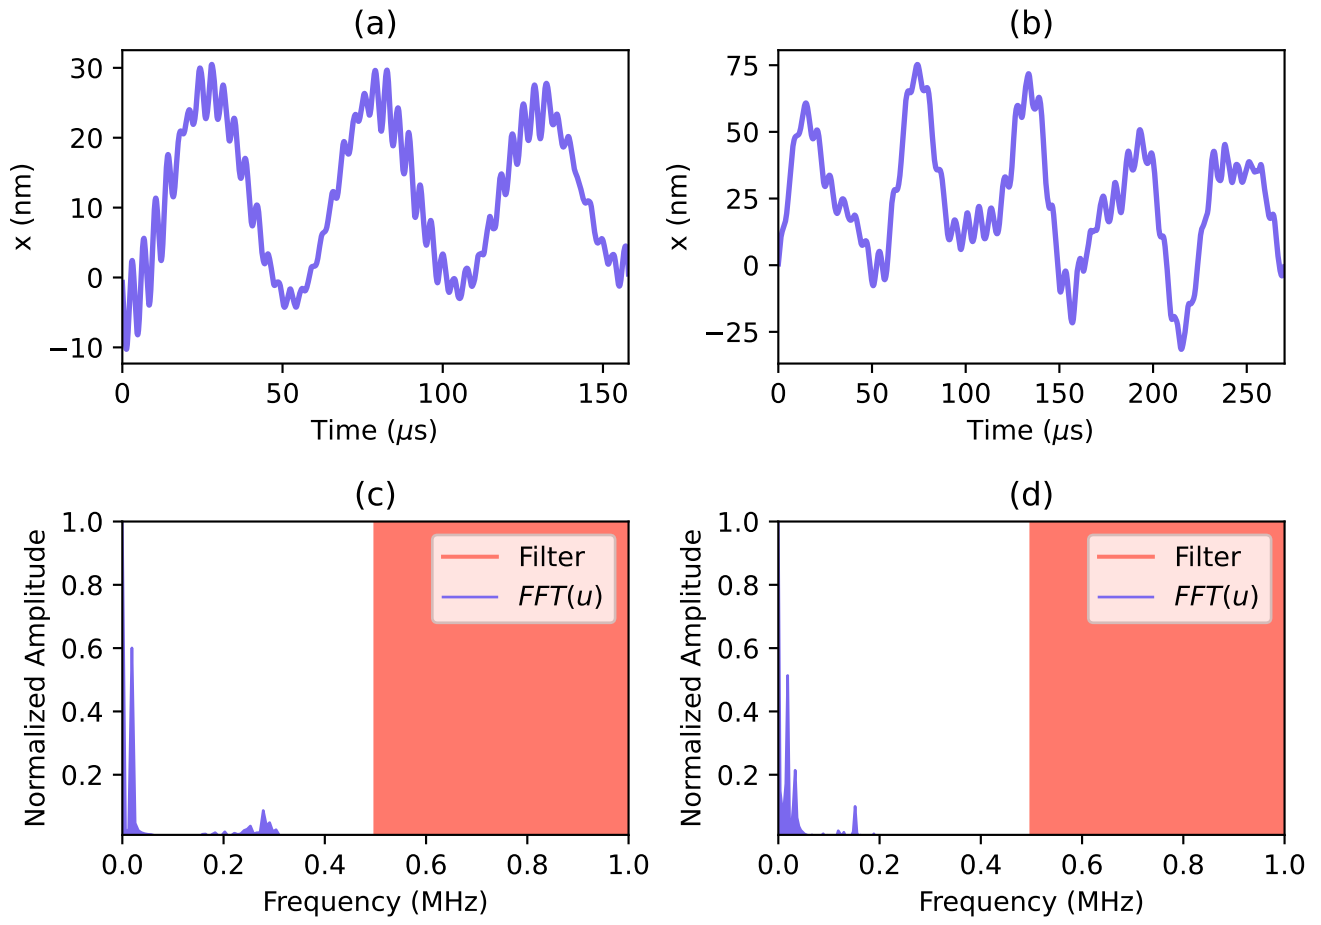 (a)
30
20
10
0
−10
x (nm)
0 50 100 150
Time (μs)
(b)
75
50
25
0
−25
x (nm)
0 50 100 150 200 250
Time (μs)
(c)
1.0
0.8
0.6
0.4
0.2
Normalized Amplitude
Filter
FFT(u)
0.0 0.2 0.4 0.6 0.8 1.0
Frequency (MHz)
(d)
1.0
0.8
0.6
0.4
0.2
Normalized Amplitude
Filter
FFT(u)
0.0 0.2 0.4 0.6 0.8 1.0
Frequency (MHz)